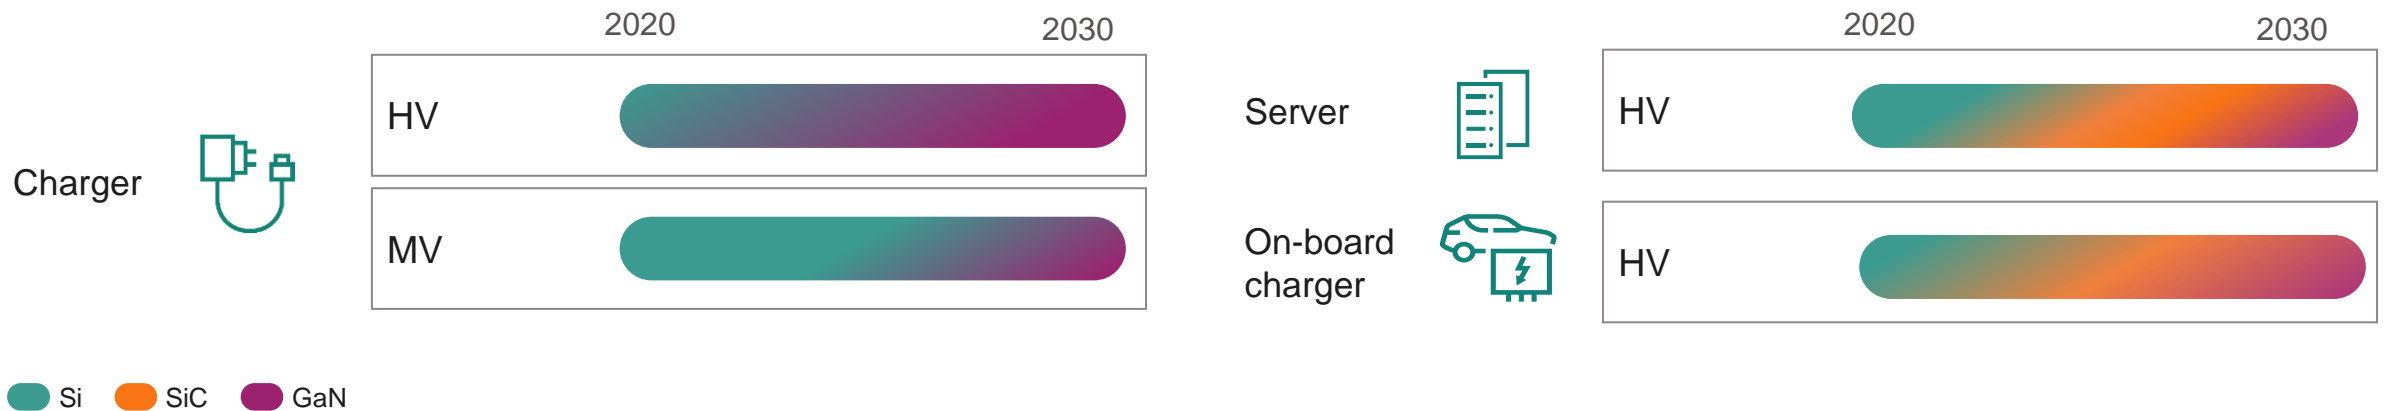 2020
2030
HV
Charger
MV
Si
SiC
GaN
2020
2030
Server
HV
On-board
charger
HV